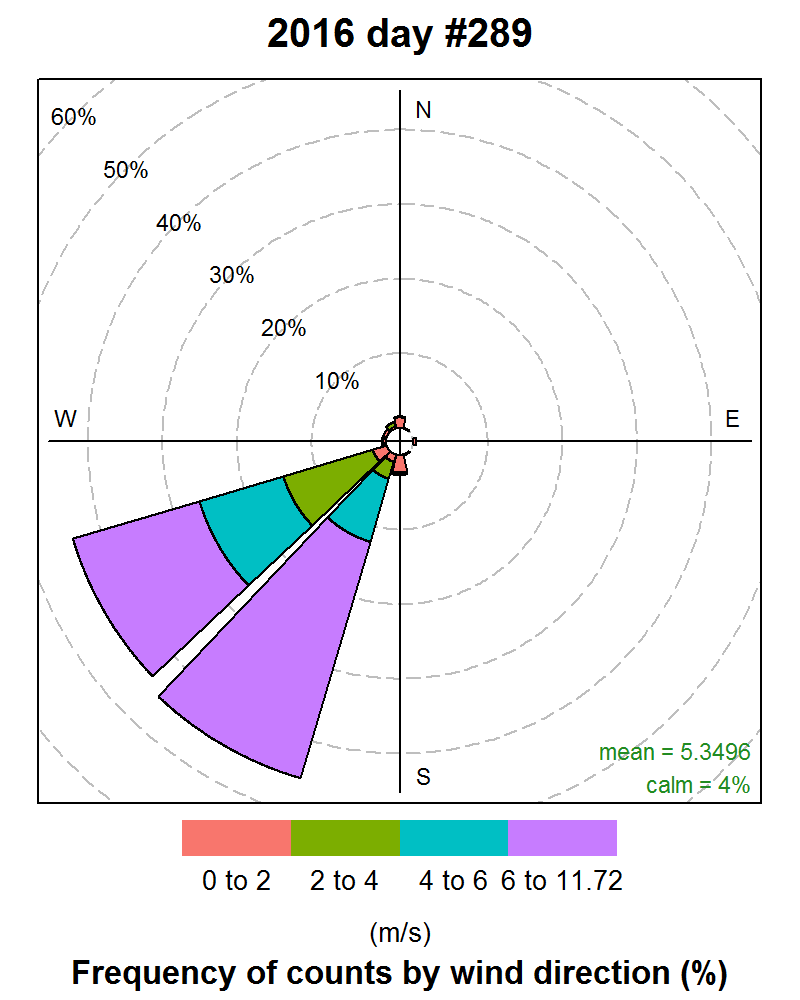 2016 day #289
N
60%
50%
40%
30%
20%
10%
W
E
S
mean = 5.3496
calm = 4%
0 to 2 2 to 4 4 to 6 6 to 11.72
(m/s)
Frequency of counts by wind direction (%)